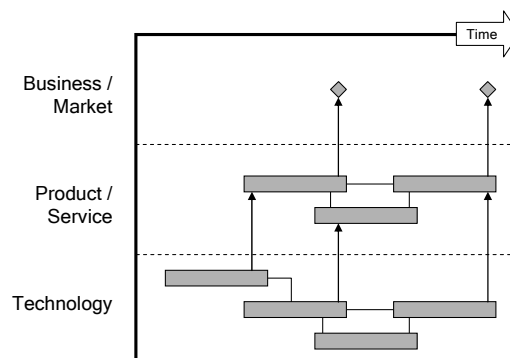 Time
Business /
Market
Product /
Service
Technology